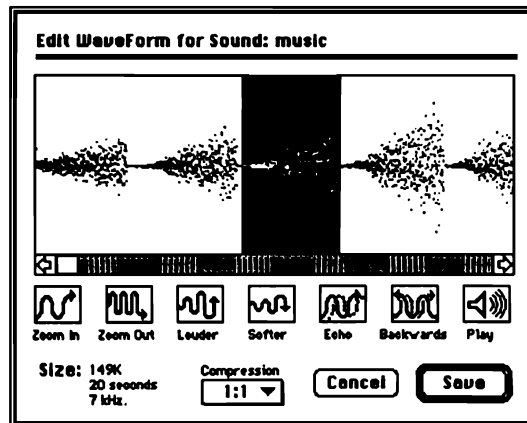 Edit WaveForm for Sound: music
Zoom In Zoom Out Louder Softer Echo Backwards Play
Size: 149K
20 seconds
7 khz.
Compression
1:1
Cancel
Save